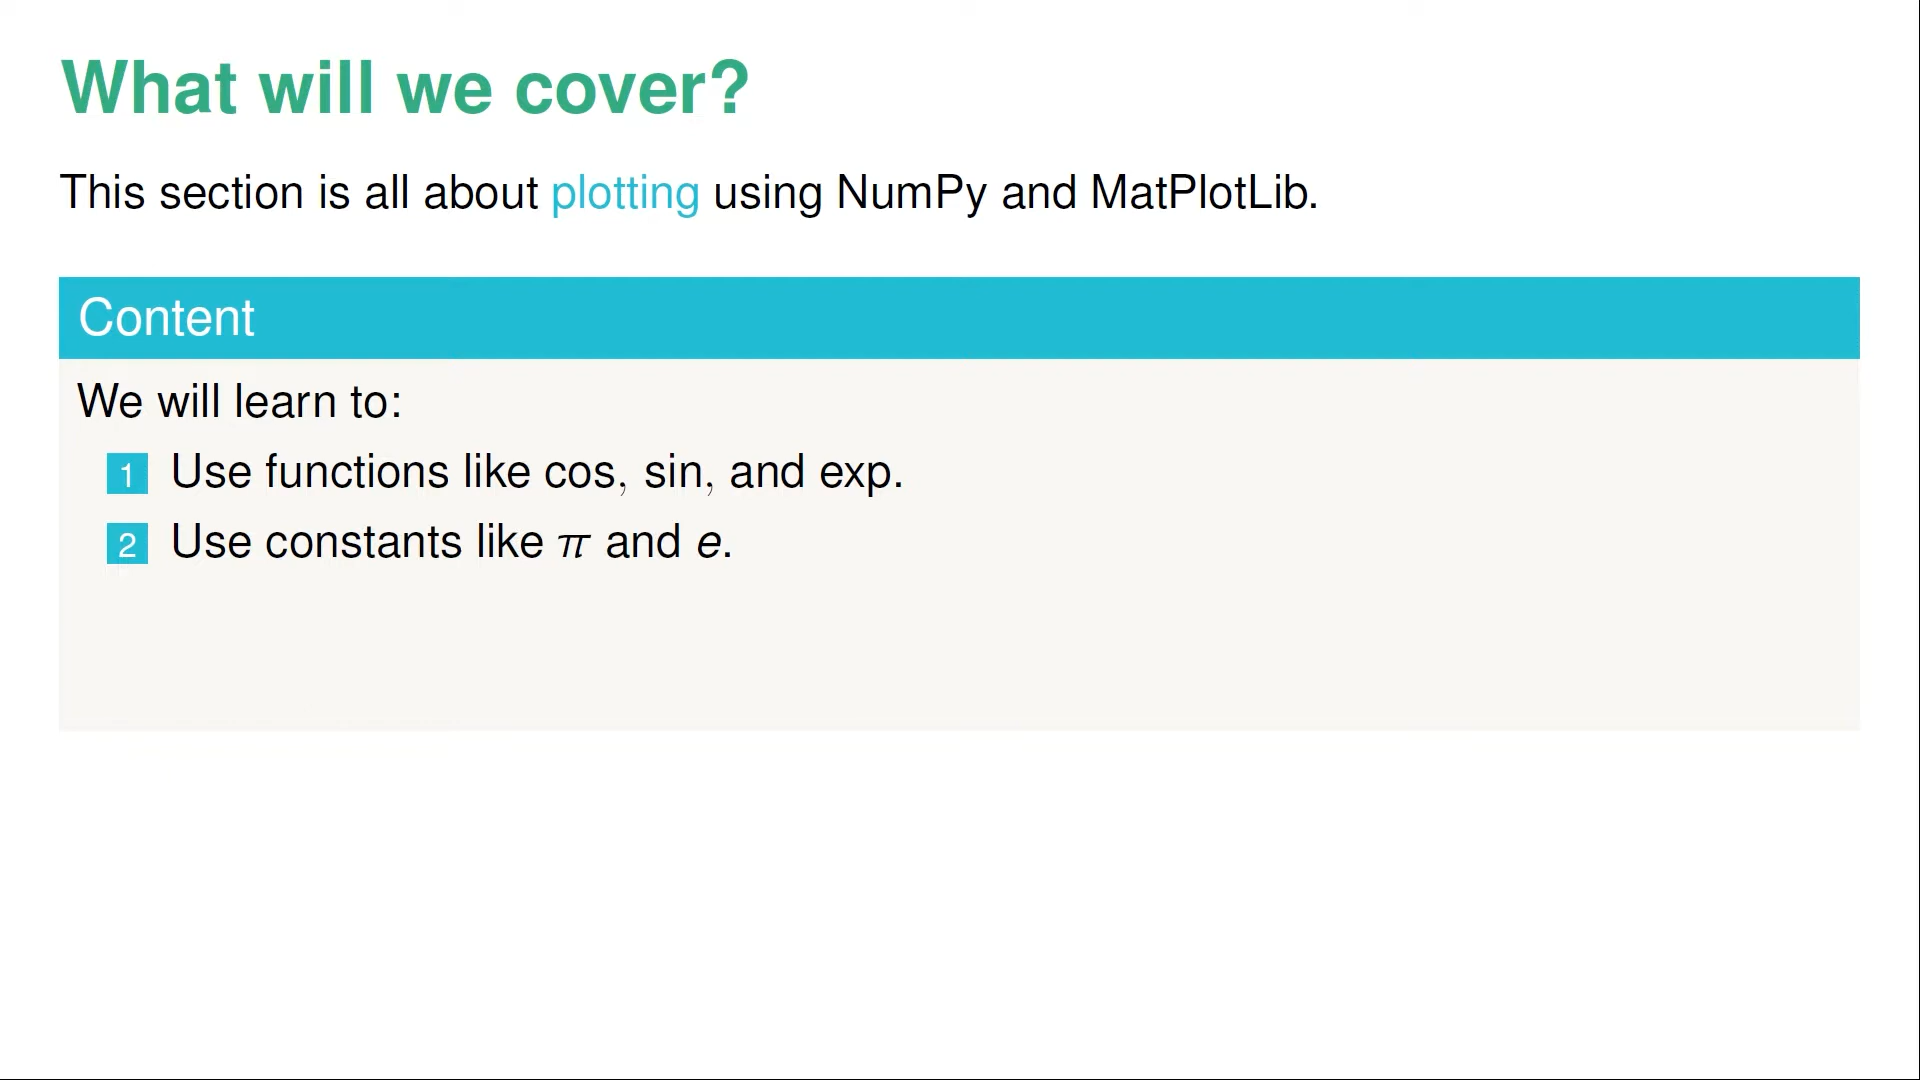 What will we cover?
This section is all about plotting using NumPy and MatPlotLib.
Content
We will learn to:
1 Use functions like cos, sin, and exp.
2 Use constants like π and e.